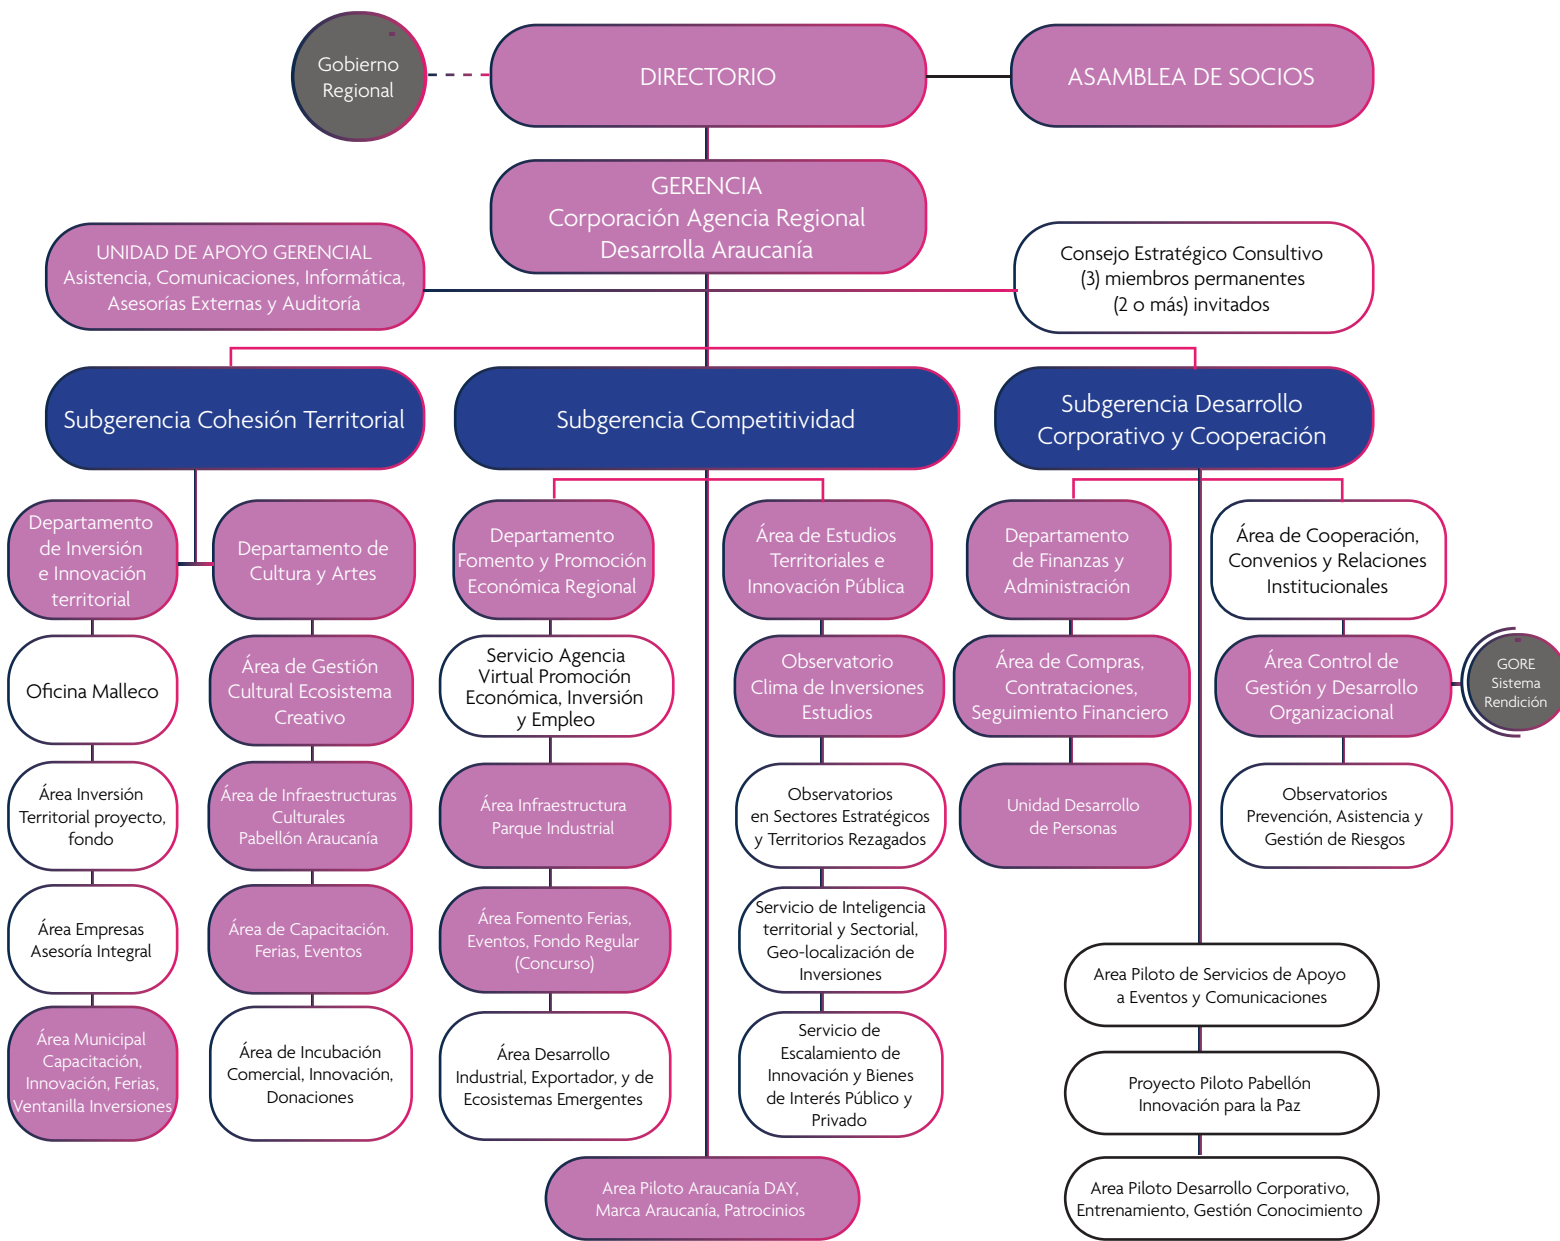 Gobierno
Regional
DIRECTORIO
ASAMBLEA DE SOCIOS
GERENCIA
Corporación Agencia Regional
Desarrolla Araucanía
UNIDAD DE APOYO GERENCIAL
Asistencia, Comunicaciones, Informática,
Asesorías Externas y Auditoría
Consejo Estratégico Consultivo
(3) miembros permanentes
(2 o más) invitados
Subgerencia Cohesión Territorial
Subgerencia Competitividad
Subgerencia Desarrollo
Corporativo y Cooperación
Departamento
de Inversión
e Innovación
territorial
Departamento de
Cultura y Artes
Departamento
Fomento y Promoción
Económica Regional
Área de Estudios
Territoriales e
Innovación Pública
Departamento
de Finanzas y
Administración
Área de Cooperación,
Convenios y Relaciones
Institucionales
Oficina Malleco
Área de Gestión
Cultural Ecosistema
Creativo
Servicio Agencia
Virtual Promoción
Económica, Inversión
y Empleo
Observatorio
Clima de Inversiones
Estudios
Área de Compras,
Contrataciones,
Seguimiento Financiero
Área Control de
Gestión y Desarrollo
Organizacional
GORE
Sistema
Rendición
Área Inversión
Territorial proyecto,
fondo
Área de Infraestructuras
Culturales
Pabellón Araucanía
Área Infraestructura
Parque Industrial
Observatorios
en Sectores Estratégicos
y Territorios Rezagados
Unidad Desarrollo
de Personas
Observatorios
Prevención, Asistencia y
Gestión de Riesgos
Área Empresas
Asesoría Integral
Área de Capacitación.
Ferias, Eventos
Área Fomento Ferias,
Eventos, Fondo Regular
(Concurso)
Servicio de Inteligencia
territorial y Sectorial,
Geo-localización de
Inversiones
Area Piloto de Servicios de Apoyo
a Eventos y Comunicaciones
Área Municipal
Capacitación,
Innovación, Ferias,
Ventanilla Inversiones
Área de Incubación
Comercial, Innovación,
Donaciones
Área Desarrollo
Industrial, Exportador, y de
Ecosistemas Emergentes
Servicio de
Escalamiento de
Innovación y Bienes
de Interés Público y
Privado
Proyecto Piloto Pabellón
Innovación para la Paz
Area Piloto Araucanía DAY,
Marca Araucanía, Patrocinios
Area Piloto Desarrollo Corporativo,
Entrenamiento, Gestión Conocimiento